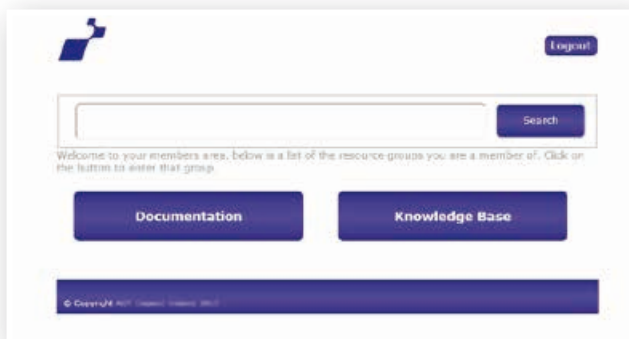 Logout
Search
Welcome to your members area, below is a list of the resource groups you are a member of. Click on
the button to enter that group.
Documentation
Knowledge Base
© Copyright